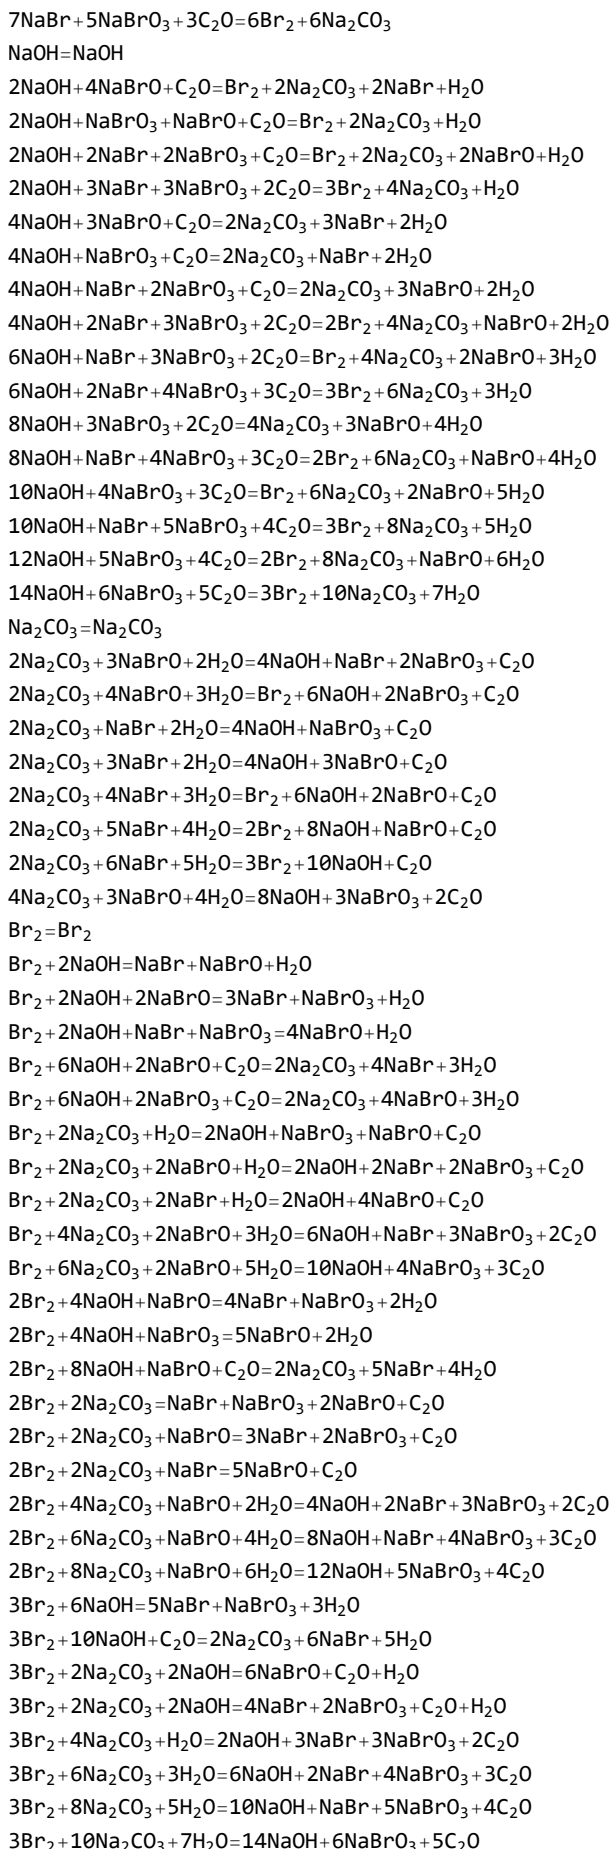 7NaBr+5NaBrO₃+3C₂O=6Br₂+6Na₂CO₃
NaOH=NaOH
2NaOH+4NaBrO+C₂O=Br₂+2Na₂CO₃+2NaBr+H₂O
2NaOH+NaBrO₃+NaBrO+C₂O=Br₂+2Na₂CO₃+H₂O
2NaOH+2NaBr+2NaBrO₃+C₂O=Br₂+2Na₂CO₃+2NaBrO+H₂O
2NaOH+3NaBr+3NaBrO₃+2C₂O=3Br₂+4Na₂CO₃+H₂O
4NaOH+3NaBrO+C₂O=2Na₂CO₃+3NaBr+2H₂O
4NaOH+NaBrO₃+C₂O=2Na₂CO₃+NaBr+2H₂O
4NaOH+NaBr+2NaBrO₃+C₂O=2Na₂CO₃+3NaBrO+2H₂O
4NaOH+2NaBr+3NaBrO₃+2C₂O=2Br₂+4Na₂CO₃+NaBrO+2H₂O
6NaOH+NaBr+3NaBrO₃+2C₂O=Br₂+4Na₂CO₃+2NaBrO+3H₂O
6NaOH+2NaBr+4NaBrO₃+3C₂O=3Br₂+6Na₂CO₃+3H₂O
8NaOH+3NaBrO₃+2C₂O=4Na₂CO₃+3NaBrO+4H₂O
8NaOH+NaBr+4NaBrO₃+3C₂O=2Br₂+6Na₂CO₃+NaBrO+4H₂O
10NaOH+4NaBrO₃+3C₂O=Br₂+6Na₂CO₃+2NaBrO+5H₂O
10NaOH+NaBr+5NaBrO₃+4C₂O=3Br₂+8Na₂CO₃+5H₂O
12NaOH+5NaBrO₃+4C₂O=2Br₂+8Na₂CO₃+NaBrO+6H₂O
14NaOH+6NaBrO₃+5C₂O=3Br₂+10Na₂CO₃+7H₂O
Na₂CO₃=Na₂CO₃
2Na₂CO₃+3NaBrO+2H₂O=4NaOH+NaBr+2NaBrO₃+C₂O
2Na₂CO₃+4NaBrO+3H₂O=Br₂+6NaOH+2NaBrO₃+C₂O
2Na₂CO₃+NaBr+2H₂O=4NaOH+NaBrO₃+C₂O
2Na₂CO₃+3NaBr+2H₂O=4NaOH+3NaBrO+C₂O
2Na₂CO₃+4NaBr+3H₂O=Br₂+6NaOH+2NaBrO+C₂O
2Na₂CO₃+5NaBr+4H₂O=2Br₂+8NaOH+NaBrO+C₂O
2Na₂CO₃+6NaBr+5H₂O=3Br₂+10NaOH+C₂O
4Na₂CO₃+3NaBrO+4H₂O=8NaOH+3NaBrO₃+2C₂O
Br₂=Br₂
Br₂+2NaOH=NaBr+NaBrO+H₂O
Br₂+2NaOH+2NaBrO=3NaBr+NaBrO₃+H₂O
Br₂+2NaOH+NaBr+NaBrO₃=4NaBrO+H₂O
Br₂+6NaOH+2NaBrO+C₂O=2Na₂CO₃+4NaBr+3H₂O
Br₂+6NaOH+2NaBrO₃+C₂O=2Na₂CO₃+4NaBrO+3H₂O
Br₂+2Na₂CO₃+H₂O=2NaOH+NaBrO₃+NaBrO+C₂O
Br₂+2Na₂CO₃+2NaBrO+H₂O=2NaOH+2NaBr+2NaBrO₃+C₂O
Br₂+2Na₂CO₃+2NaBr+H₂O=2NaOH+4NaBrO+C₂O
Br₂+4Na₂CO₃+2NaBrO+3H₂O=6NaOH+NaBr+3NaBrO₃+2C₂O
Br₂+6Na₂CO₃+2NaBrO+5H₂O=10NaOH+4NaBrO₃+3C₂O
2Br₂+4NaOH+NaBrO=4NaBr+NaBrO₃+2H₂O
2Br₂+4NaOH+NaBrO₃=5NaBrO+2H₂O
2Br₂+8NaOH+NaBrO+C₂O=2Na₂CO₃+5NaBr+4H₂O
2Br₂+2Na₂CO₃=NaBr+NaBrO₃+2NaBrO+C₂O
2Br₂+2Na₂CO₃+NaBrO=3NaBr+2NaBrO₃+C₂O
2Br₂+2Na₂CO₃+NaBr=5NaBrO+C₂O
2Br₂+4Na₂CO₃+NaBrO+2H₂O=4NaOH+2NaBr+3NaBrO₃+2C₂O
2Br₂+6Na₂CO₃+NaBrO+4H₂O=8NaOH+NaBr+4NaBrO₃+3C₂O
2Br₂+8Na₂CO₃+NaBrO+6H₂O=12NaOH+5NaBrO₃+4C₂O
3Br₂+6NaOH=5NaBr+NaBrO₃+3H₂O
3Br₂+10NaOH+C₂O=2Na₂CO₃+6NaBr+5H₂O
3Br₂+2Na₂CO₃+2NaOH=6NaBrO+C₂O+H₂O
3Br₂+2Na₂CO₃+2NaOH=4NaBr+2NaBrO₃+C₂O+H₂O
3Br₂+4Na₂CO₃+H₂O=2NaOH+3NaBr+3NaBrO₃+2C₂O
3Br₂+6Na₂CO₃+3H₂O=6NaOH+2NaBr+4NaBrO₃+3C₂O
3Br₂+8Na₂CO₃+5H₂O=10NaOH+NaBr+5NaBrO₃+4C₂O
3Br₂+10Na₂CO₃+7H₂O=14NaOH+6NaBrO₃+5C₂O